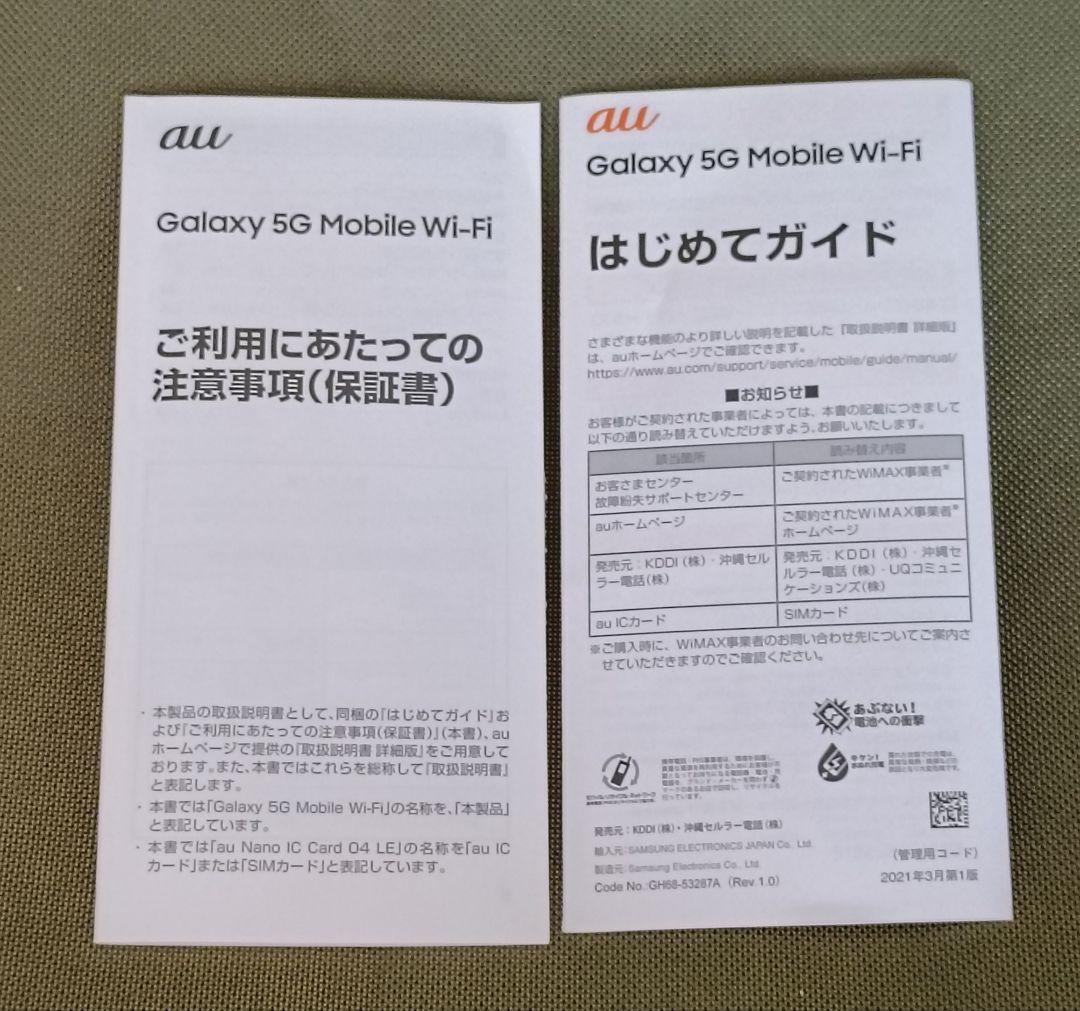 au
Galaxy 5G Mobile Wi-Fi
ご利用にあたっての
注意事項(保証書)
・本製品の取扱説明書として、同梱の『はじめてガイド』お
よび『ご利用にあたっての注意事項(保証書)』(本書)、au
ホームページで提供の『取扱説明書 詳細版』をご用意して
おります。また、本書ではこれらを総称して『取扱説明書』
と表記します。
・本書では「Galaxy 5G Mobile Wi-Fi」の名称を、「本製品」
と表記しています。
・本書では「au Nano IC Card 04 LE」の名称を「au IC
カード」または「SIMカード」と表記しています。
au
Galaxy 5G Mobile Wi-Fi
はじめてガイド
さまざまな機能のより詳しい説明を記載した『取扱説明書 詳細版』
は、auホームページでご確認できます。
https://www.au.com/support/service/mobile/guide/manual/
■お知らせ■
お客様がご契約された事業者によっては、本書の記載につきまして
以下の通り読み替えていただけますよう、お願いいたします。
該当箇所 読み替え内容
お客さまセンター
故障紛失サポートセンター
ご契約されたWiMAX事業者※
auホームページ
ご契約されたWiMAX事業者※
ホームページ
発売元：KDDI（株）・沖縄セル
ラー電話（株）
発売元：KDDI（株）・沖縄セ
ルラー電話（株）・UQコミュニ
ケーションズ（株）
au ICカード
SIMカード
※ご購入時に、WiMAX事業者のお問い合わせ先についてご案内さ
せていただきますのでご確認ください。
あぶない！
電池への衝撃
キケン！
モバイル・リサイクル・ネットワーク
発売元：KDDI（株）・沖縄セルラー電話（株）
輸入元：SAMSUNG ELECTRONICS JAPAN Co., Ltd.
製造元：Samsung Electronics Co., Ltd.
Code No.:GH68-53287A（Rev 1.0）
（管理用コード）
2021年3月第1版